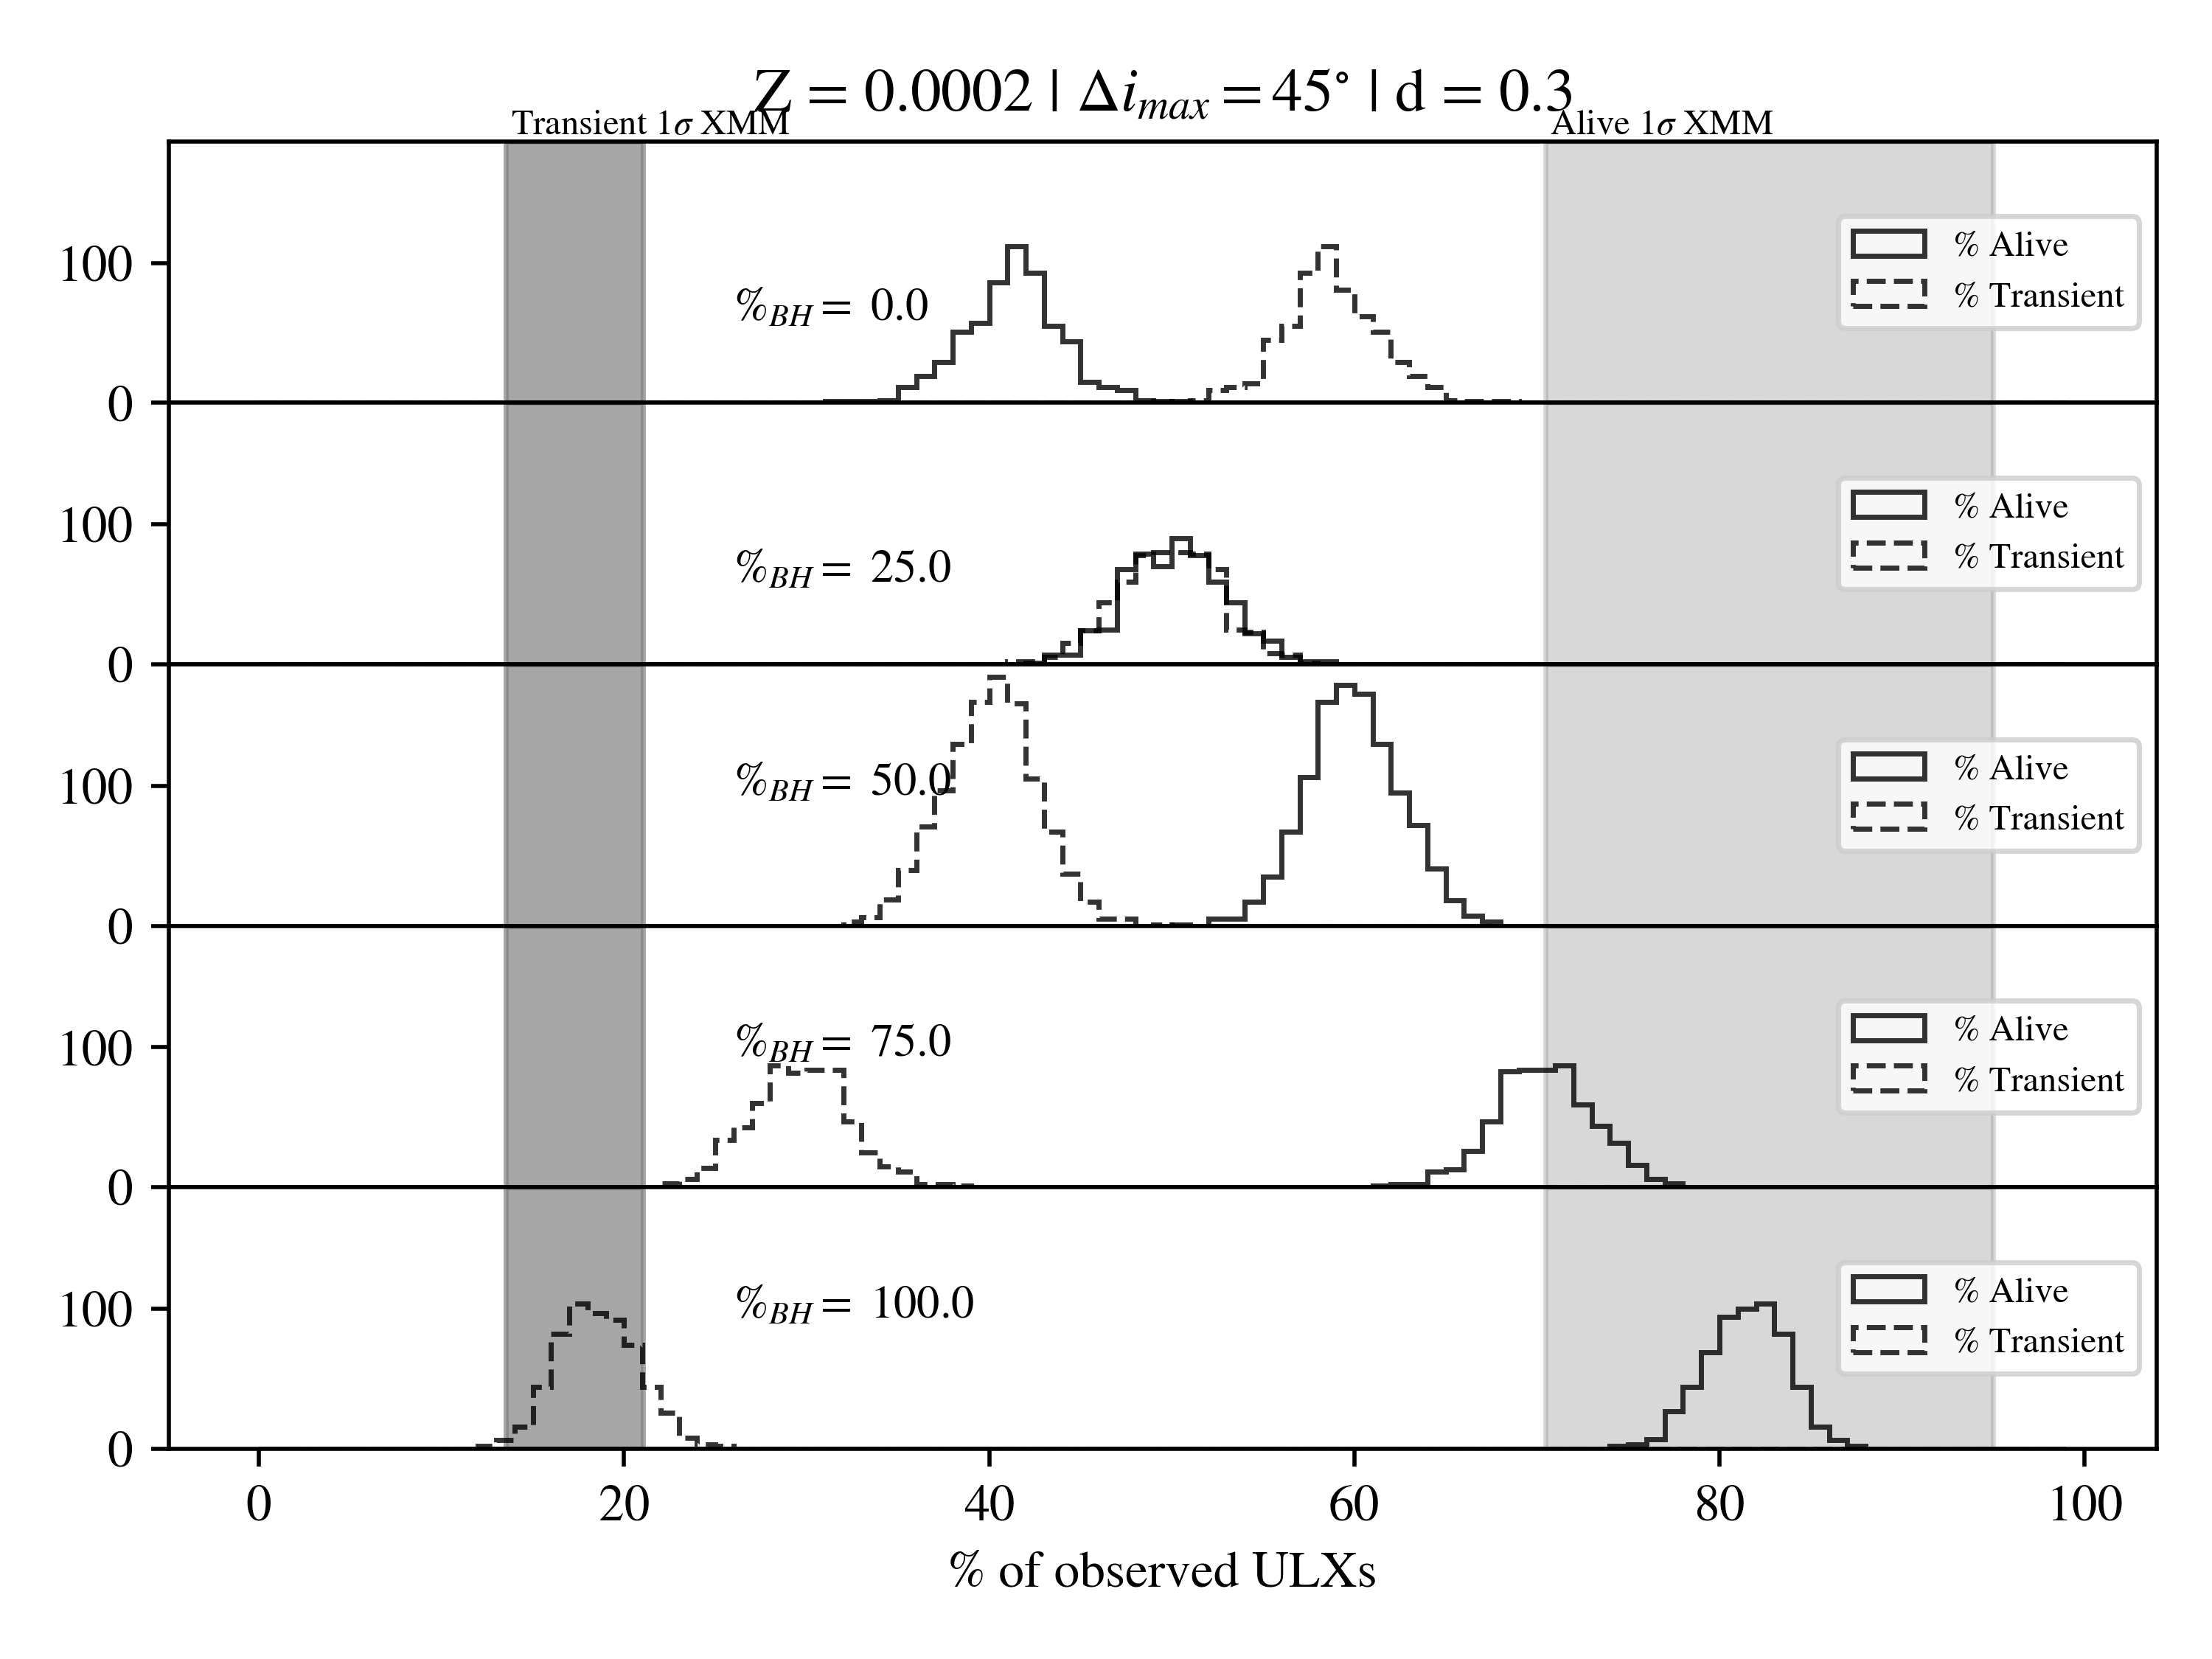 Z = 0.0002 | Δi_max = 45° | d = 0.3
Transient 1σ XMM
Alive 1σ XMM
100
%_BH = 0.0
% Alive
% Transient
0
100
%_BH = 25.0
% Alive
% Transient
0
100
%_BH = 50.0
% Alive
% Transient
0
100
%_BH = 75.0
% Alive
% Transient
0
100
%_BH = 100.0
% Alive
% Transient
0
0 20 40 60 80 100
% of observed ULXs